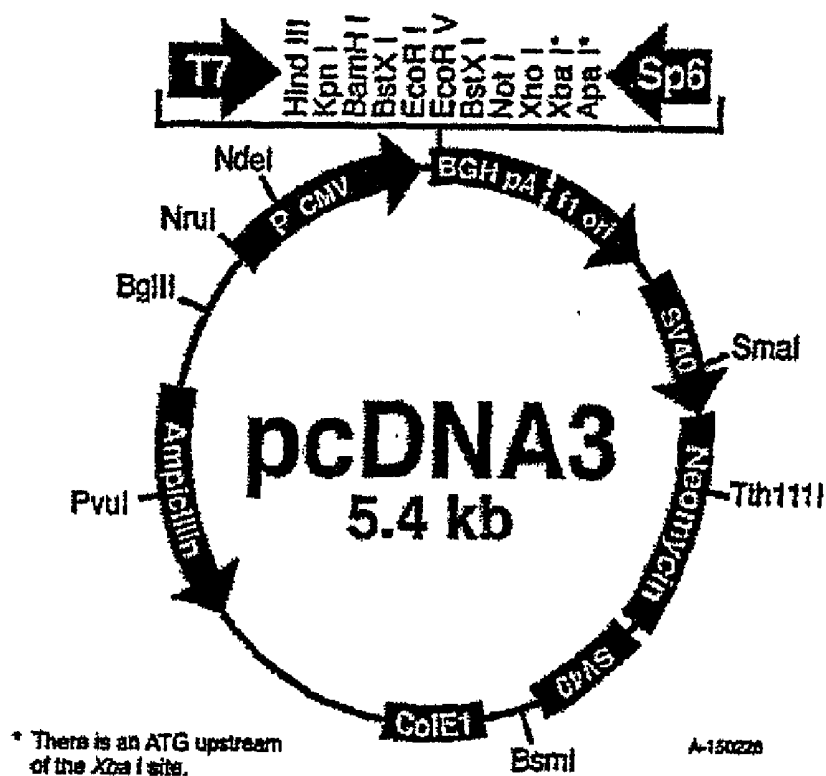 T7
Hind III
Kpn I
BamH I
BstX I
EcoR I
EcoR V
BstX I
Not I
Xho I
Xba I*
Apa I*
Sp6
NdeI
NruI
BglII
P CMV
BGH pA
f1 ori
SV40
SmaI
Ampicillin
PvuI
pcDNA3
5.4 kb
Neomycin
Tth111I
SV40
ColE1
BsmI
* There is an ATG upstream
of the Xba I site.
A-150228